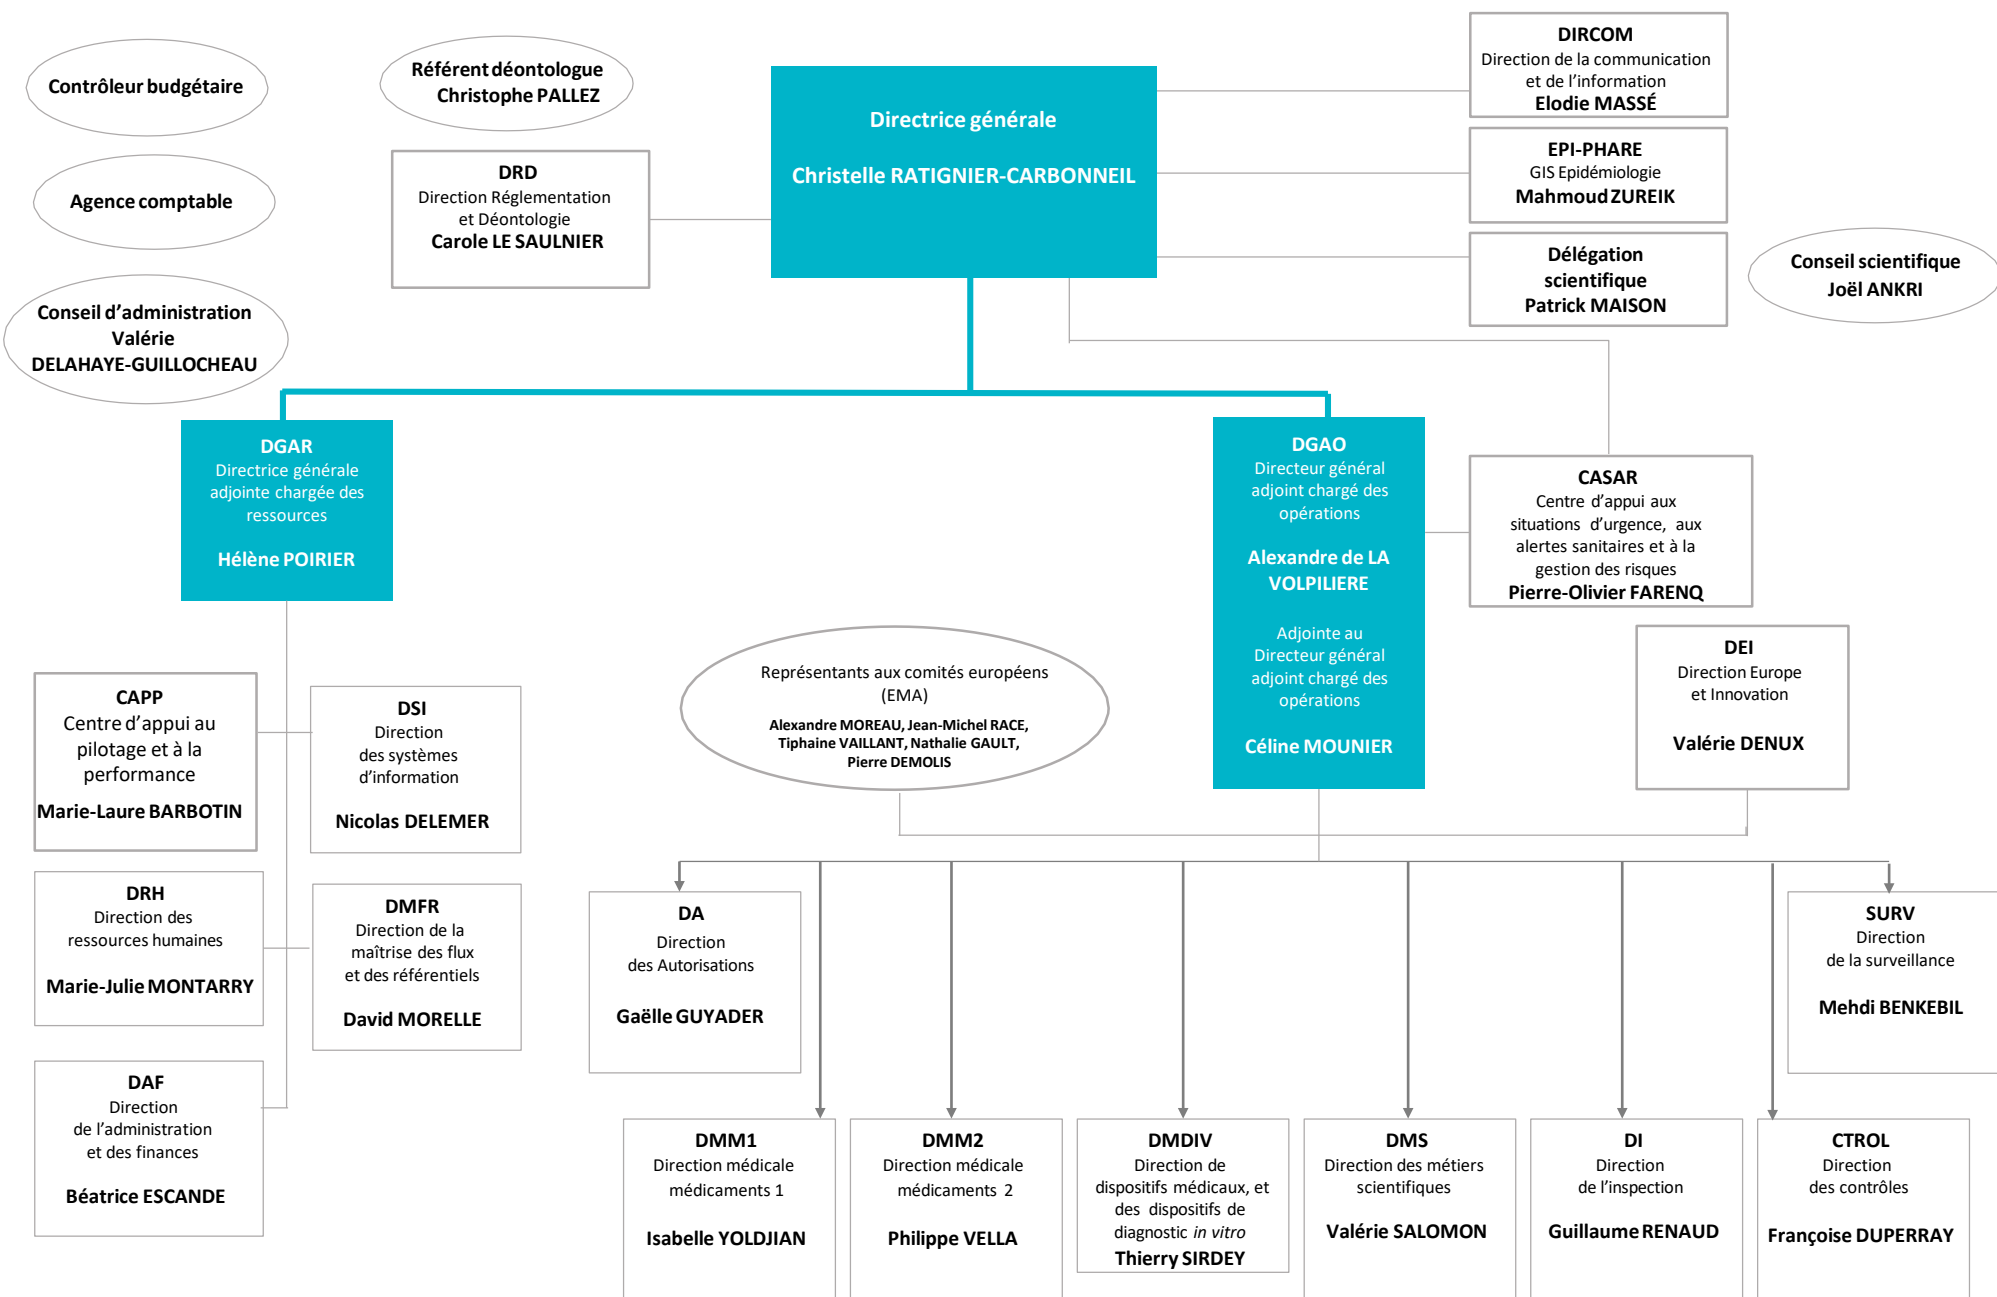 Contrôleur budgétaire
Agence comptable
Conseil d’administration
Valérie
DELAHAYE-GUILLOCHEAU
Référent déontologue
Christophe PALLEZ
DRD
Direction Réglementation
et Déontologie
Carole LE SAULNIER
Directrice générale
Christelle RATIGNIER-CARBONNEIL
DIRCOM
Direction de la communication
et de l’information
Elodie MASSÉ
EPI-PHARE
GIS Epidémiologie
Mahmoud ZUREIK
Délégation
scientifique
Patrick MAISON
Conseil scientifique
Joël ANKRI
DGAR
Directrice générale
adjointe chargée des
ressources
Hélène POIRIER
DGAO
Directeur général
adjoint chargé des
opérations
Alexandre de LA
VOLPILIERE
Adjointe au
Directeur général
adjoint chargé des
opérations
Céline MOUNIER
CASAR
Centre d’appui aux
situations d’urgence, aux
alertes sanitaires et à la
gestion des risques
Pierre-Olivier FARENQ
Représentants aux comités européens
(EMA)
Alexandre MOREAU, Jean-Michel RACE,
Tiphaine VAILLANT, Nathalie GAULT,
Pierre DEMOLIS
DEI
Direction Europe
et Innovation
Valérie DENUX
CAPP
Centre d’appui au
pilotage et à la
performance
Marie-Laure BARBOTIN
DSI
Direction
des systèmes
d’information
Nicolas DELEMER
DRH
Direction des
ressources humaines
Marie-Julie MONTARRY
DMFR
Direction de la
maîtrise des flux
et des référentiels
David MORELLE
DAF
Direction
de l’administration
et des finances
Béatrice ESCANDE
DA
Direction
des Autorisations
Gaëlle GUYADER
SURV
Direction
de la surveillance
Mehdi BENKEBIL
DMM1
Direction médicale
médicaments 1
Isabelle YOLDJIAN
DMM2
Direction médicale
médicaments 2
Philippe VELLA
DMDIV
Direction de
dispositifs médicaux, et
des dispositifs de
diagnostic in vitro
Thierry SIRDEY
DMS
Direction des métiers
scientifiques
Valérie SALOMON
DI
Direction
de l’inspection
Guillaume RENAUD
CTROL
Direction
des contrôles
Françoise DUPERRAY